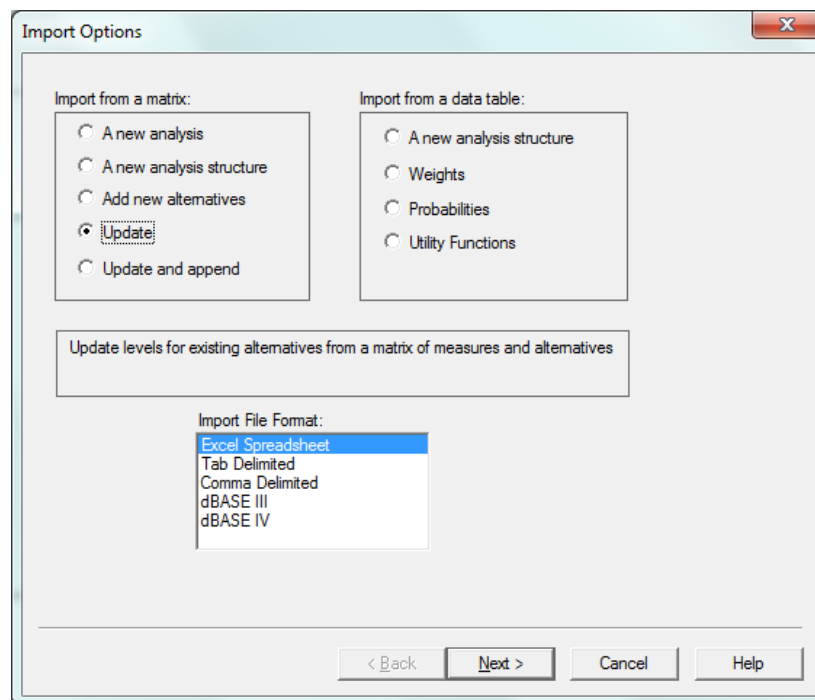 Import Options
Import from a matrix:
A new analysis
A new analysis structure
Add new alternatives
Update
Update and append
Import from a data table:
A new analysis structure
Weights
Probabilities
Utility Functions
Update levels for existing alternatives from a matrix of measures and alternatives
Import File Format:
Excel Spreadsheet
Tab Delimited
Comma Delimited
dBASE III
dBASE IV
< Back
Next >
Cancel
Help